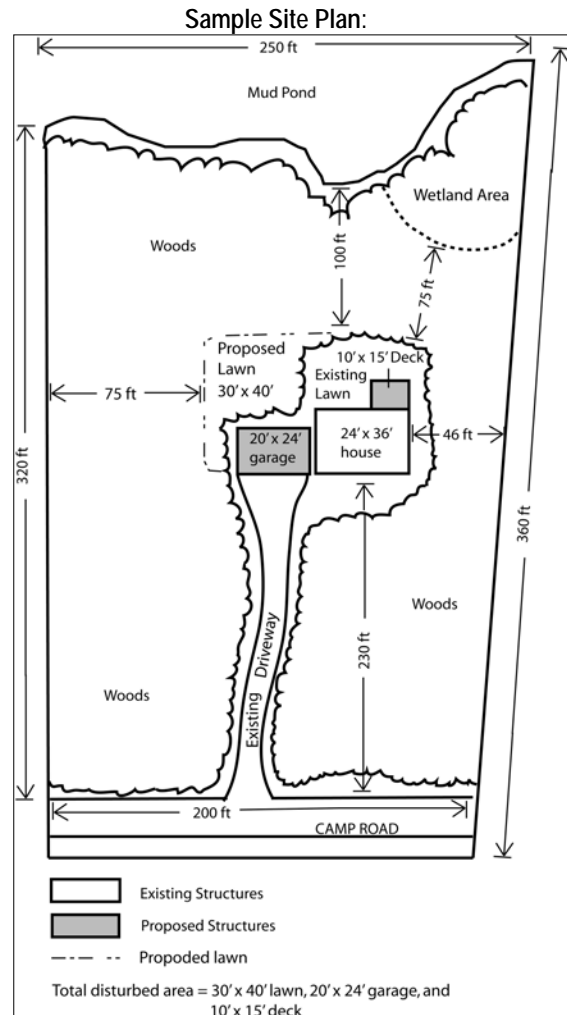 Sample Site Plan:
250 ft
Mud Pond
Wetland Area
Woods
100 ft
75 ft
Proposed
Lawn
30' x 40'
10' x 15' Deck
Existing
Lawn
75 ft
20' x 24'
garage
24' x 36'
house
46 ft
320 ft
360 ft
Woods
230 ft
Existing Driveway
Woods
200 ft
CAMP ROAD
Existing Structures
Proposed Structures
Propoded lawn
Total disturbed area = 30' x 40' lawn, 20' x 24' garage, and
10' x 15' deck